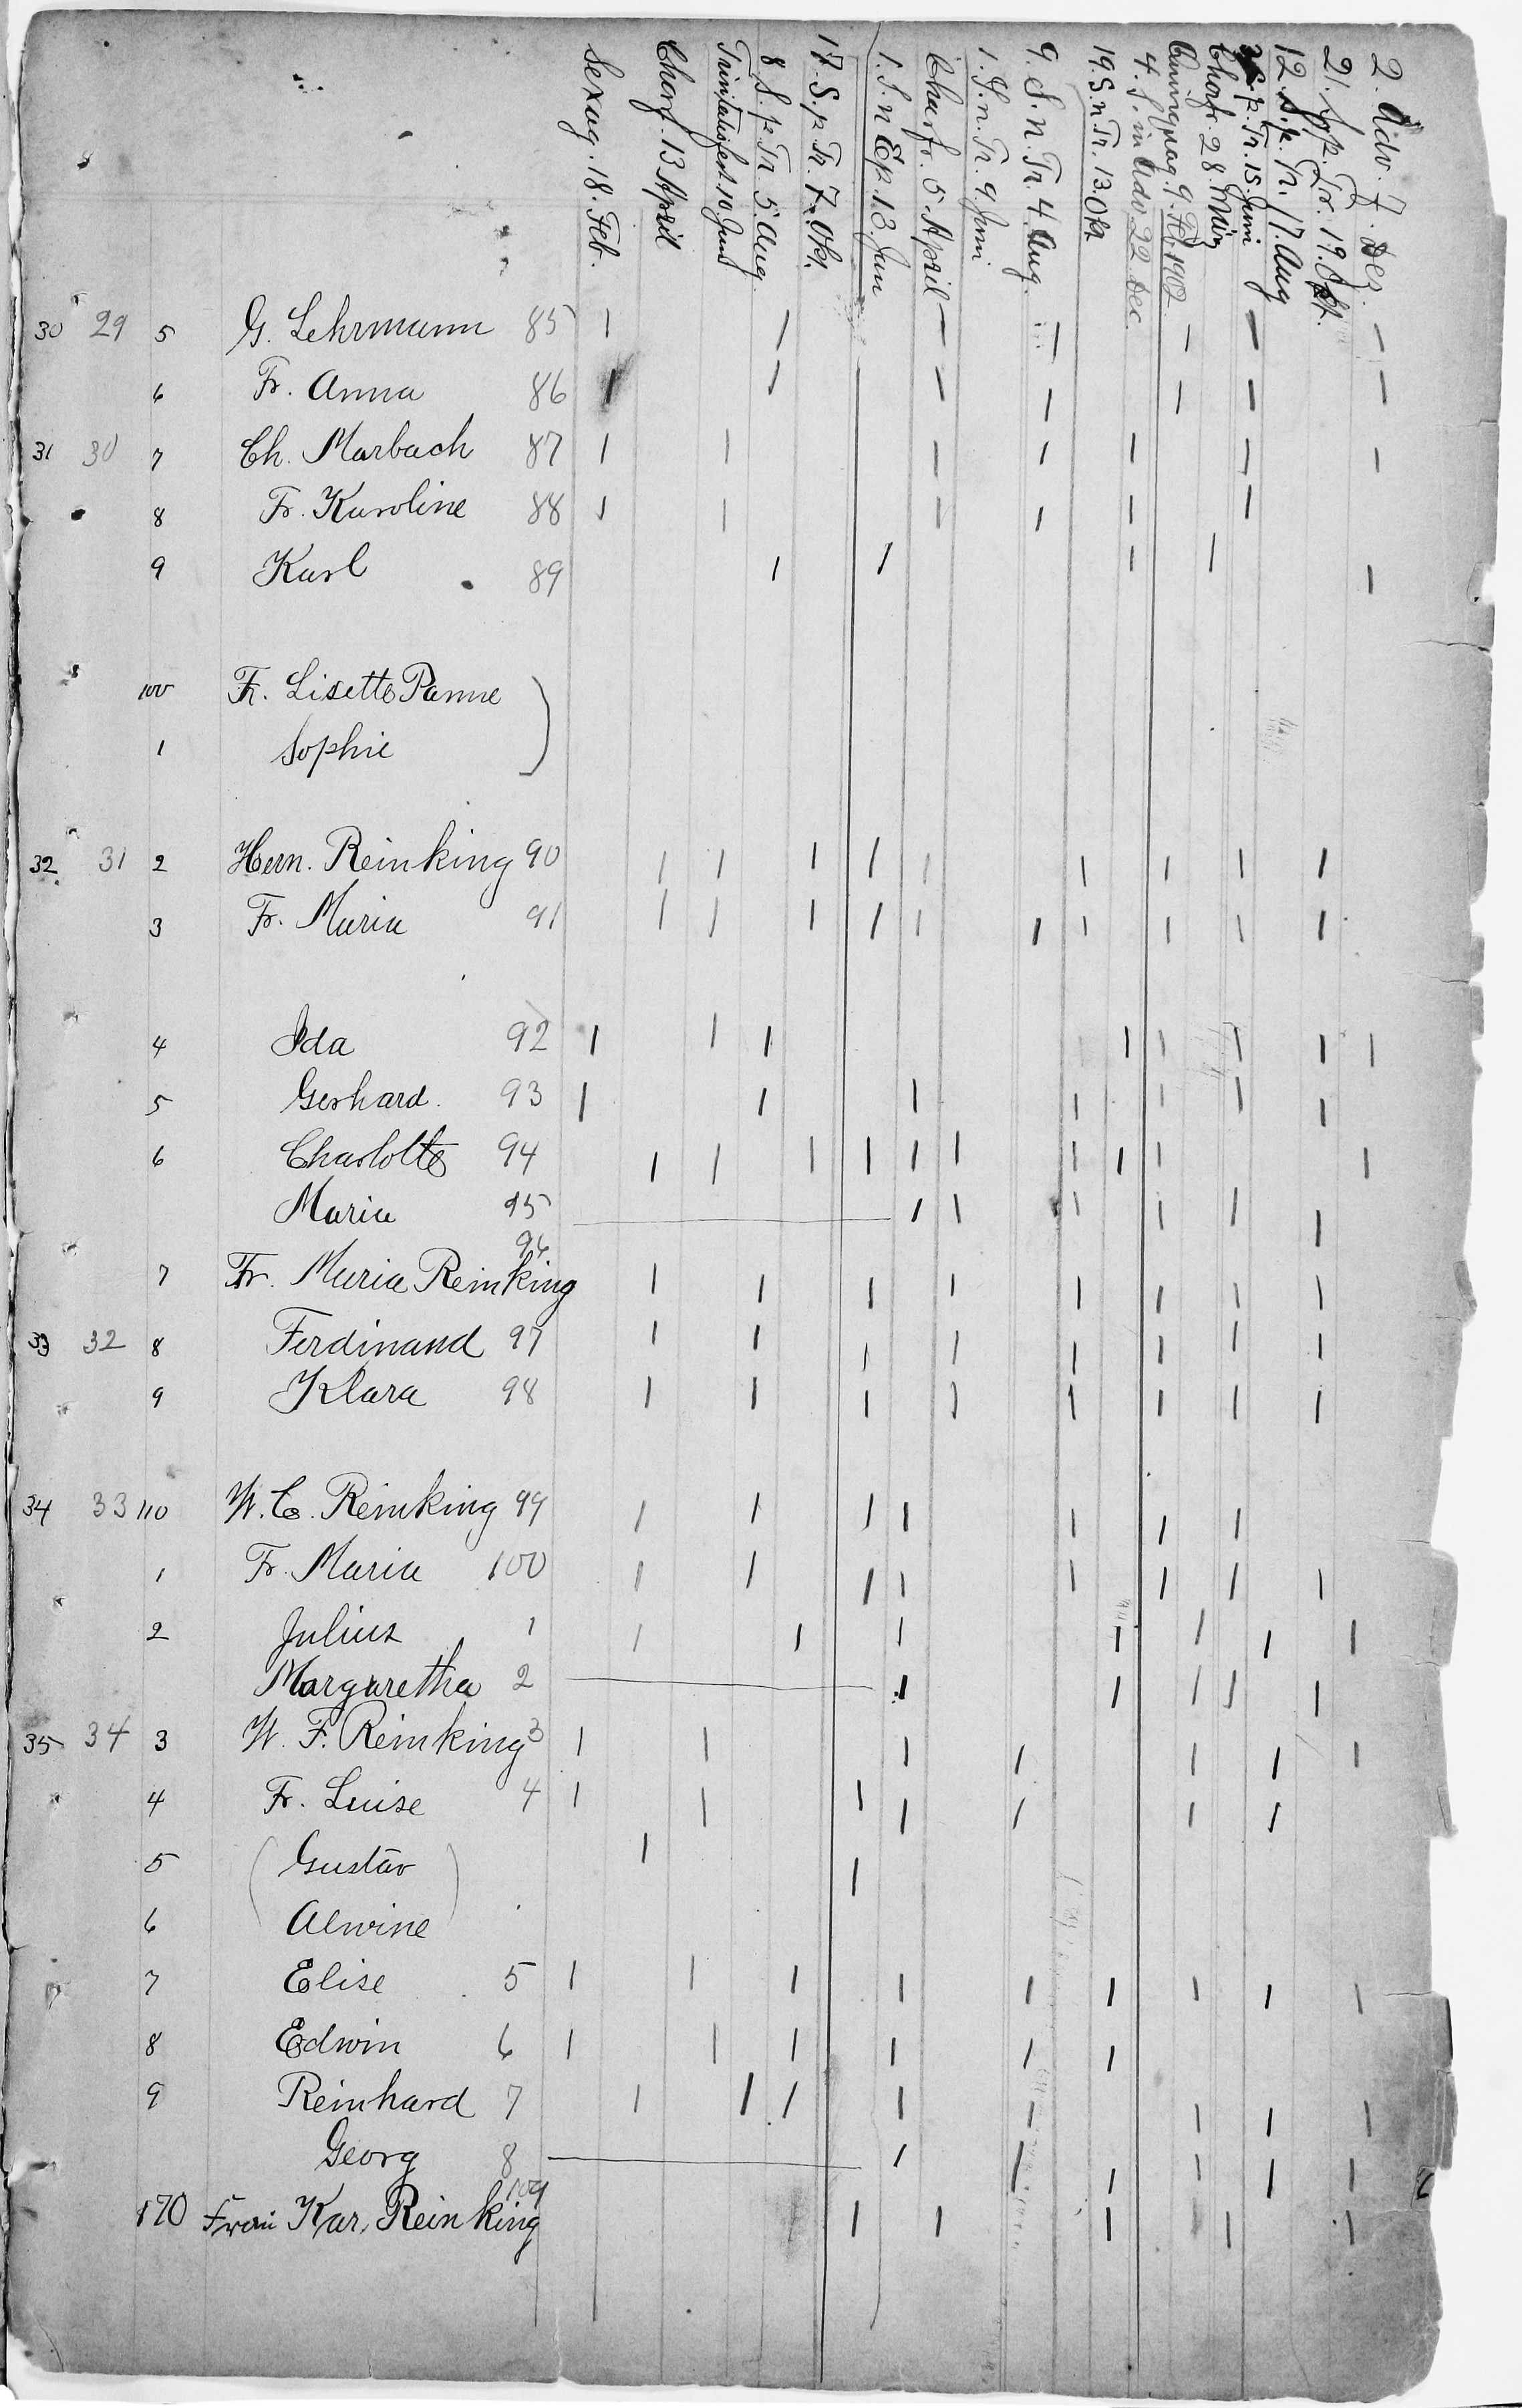 Sexag. 18. Feb.
Charf. 13 April
Trinitatisfest 10 Juni
8 S. p. Tr. 5. Aug.
17. S. p. Tr. 7. Okt.
1. S. n Ep. 13. Jan
Charfr. 5. April
1. S. n. Tr. 9. Juni
9. S. n. Tr. 4 Aug.
19. S. n. Tr. 13. Okt
4. S. in Adv 22. Dec.
9. Feb 1902
Charfr. 28. März
S. p. Tr. 15. Juni
12. S. p. Tr. 17. Aug
21. S. p. Tr. 19. Okt.
2. Adv. 7. Dez.
30 29 5 G. Lehrmann 85
6 Fr. Anna 86
31 30 7 Ch. Marbach 87
8 Fr. Karoline 88
9 Karl 89
100 Fr. Lisette Panne
1 Sophie
32 31 2 Herm. Reinking 90
3 Fr. Maria 91
4 Ida 92
5 Gerhard. 93
6 Charlotte 94
Maria 95
7 Fr. Maria Reinking 96
33 32 8 Ferdinand 97
9 Klara 98
34 33 110 W. C. Reinking 99
1 Fr. Maria 100
2 Julius 1
Margaretha 2
35 34 3 W. F. Reinking 3
4 Fr. Luise 4
5 (Gustav)
6 Alwine
7 Elise 5
8 Edwin 6
9 Reinhard 7
Georg 8
170 Frau Kar. Reinking 109